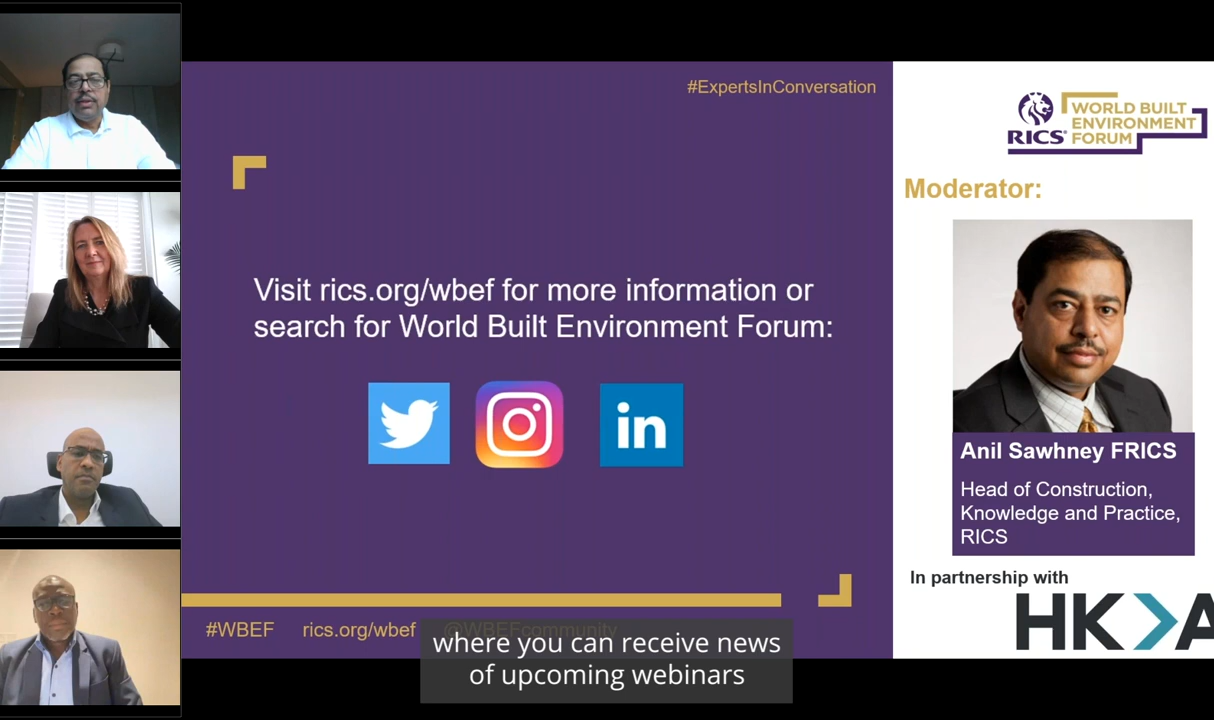 #ExpertsInConversation
Visit rics.org/wbef for more information or
search for World Built Environment Forum:
in
#WBEF rics.org/wbef @WBEFcommunity
where you can receive news
of upcoming webinars
RICS
WORLD BUILT
ENVIRONMENT
FORUM
Moderator:
Anil Sawhney FRICS
Head of Construction,
Knowledge and Practice,
RICS
In partnership with
HKA